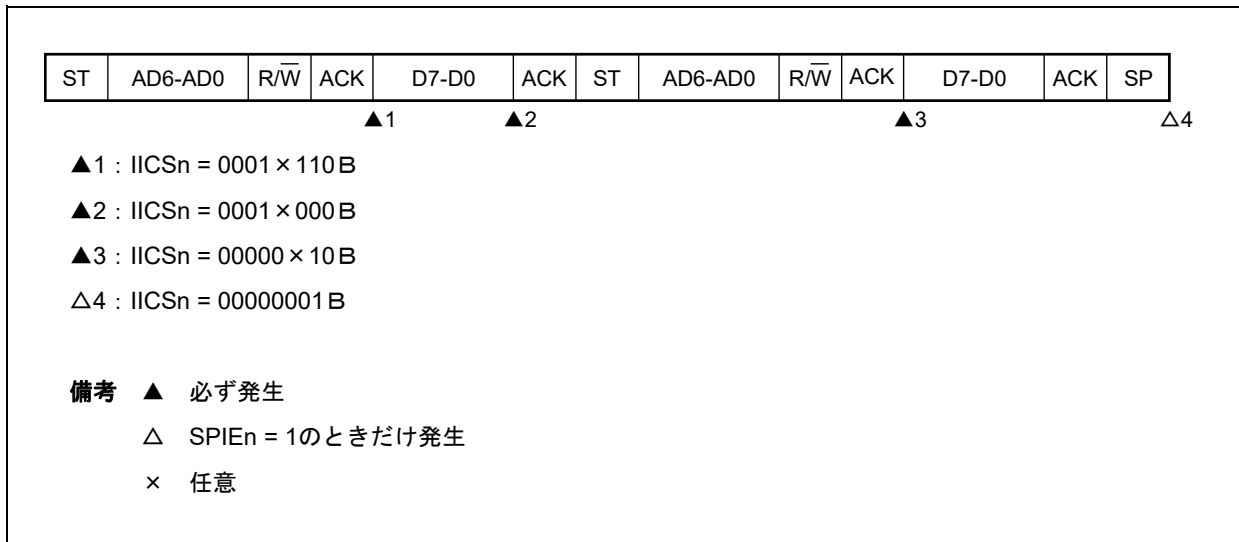 ST AD6-AD0 R/W̅ ACK D7-D0 ACK ST AD6-AD0 R/W̅ ACK D7-D0 ACK SP
▲1 ▲2 ▲3 △4
▲1：IICSn = 0001×110B
▲2：IICSn = 0001×000B
▲3：IICSn = 00000×10B
△4：IICSn = 00000001B
備考 ▲ 必ず発生
△ SPIEn = 1のときだけ発生
× 任意